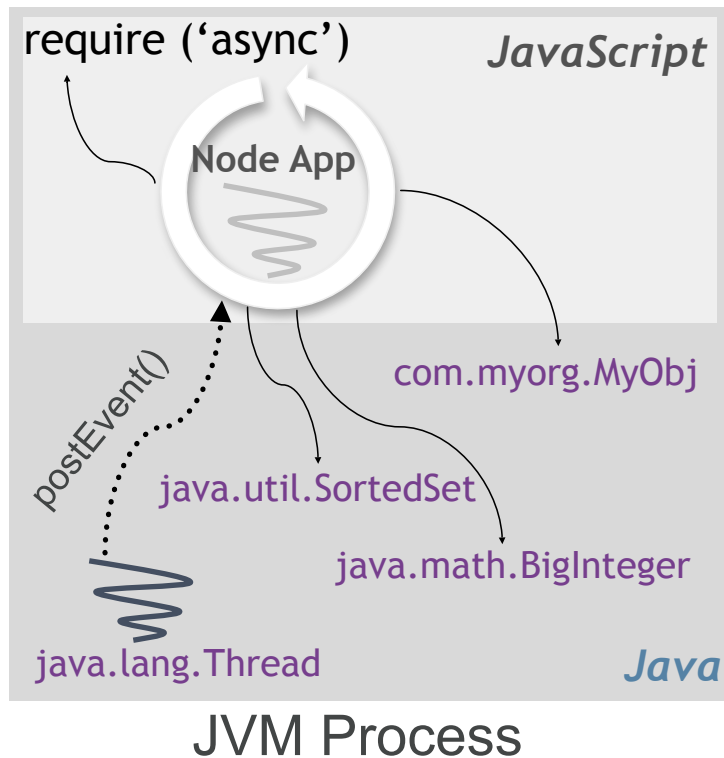 require (‘async’)
JavaScript
Node App
com.myorg.MyObj
postEvent()
java.util.SortedSet
java.math.BigInteger
java.lang.Thread
Java
JVM Process